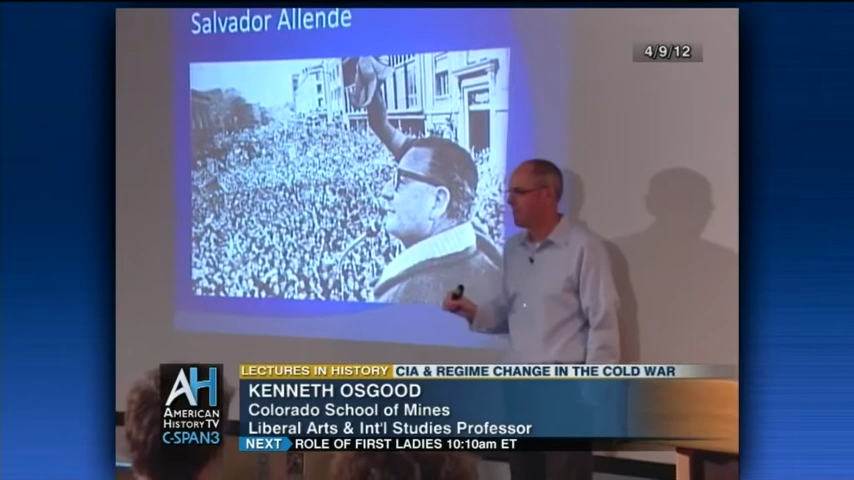 Salvador Allende
4/9/12
LECTURES IN HISTORY CIA & REGIME CHANGE IN THE COLD WAR
KENNETH OSGOOD
Colorado School of Mines
Liberal Arts & Int'l Studies Professor
NEXT ROLE OF FIRST LADIES 10:10am ET
AH
AMERICAN
HISTORY TV
C-SPAN3